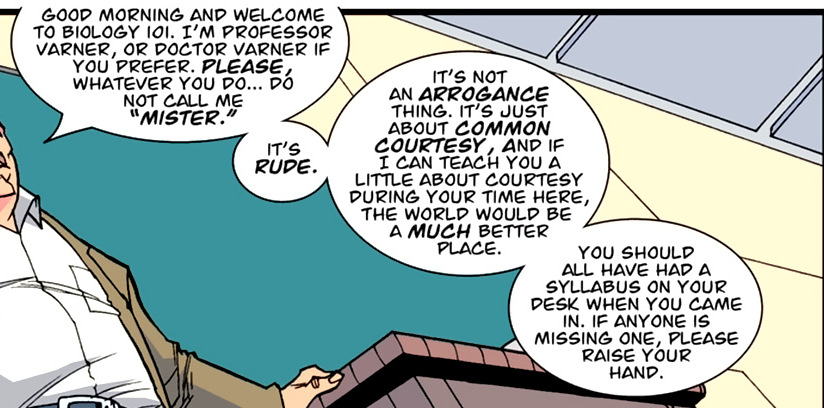 GOOD MORNING AND WELCOME
TO BIOLOGY 101. I'M PROFESSOR
VARNER, OR DOCTOR VARNER IF
YOU PREFER. PLEASE,
WHATEVER YOU DO... DO
NOT CALL ME
"MISTER."
IT'S
RUDE.
IT'S NOT
AN ARROGANCE
THING. IT'S JUST
ABOUT COMMON
COURTESY, AND IF
I CAN TEACH YOU A
LITTLE ABOUT COURTESY
DURING YOUR TIME HERE,
THE WORLD WOULD BE
A MUCH BETTER
PLACE.
YOU SHOULD
ALL HAVE HAD A
SYLLABUS ON YOUR
DESK WHEN YOU CAME
IN. IF ANYONE IS
MISSING ONE, PLEASE
RAISE YOUR
HAND.